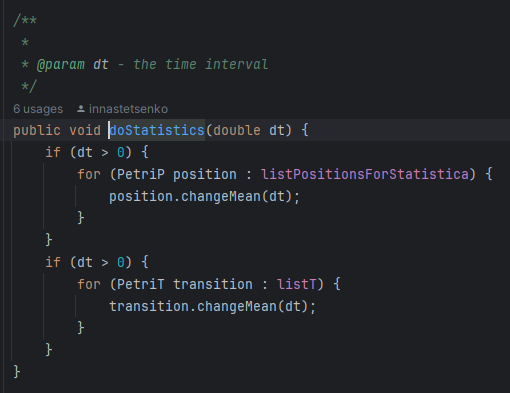 /**
 *
 * @param dt - the time interval
 */
6 usages innastetsenko
public void doStatistics(double dt) {
    if (dt > 0) {
        for (PetriP position : listPositionsForStatistica) {
            position.changeMean(dt);
        }
    }
    if (dt > 0) {
        for (PetriT transition : listT) {
            transition.changeMean(dt);
        }
    }
}